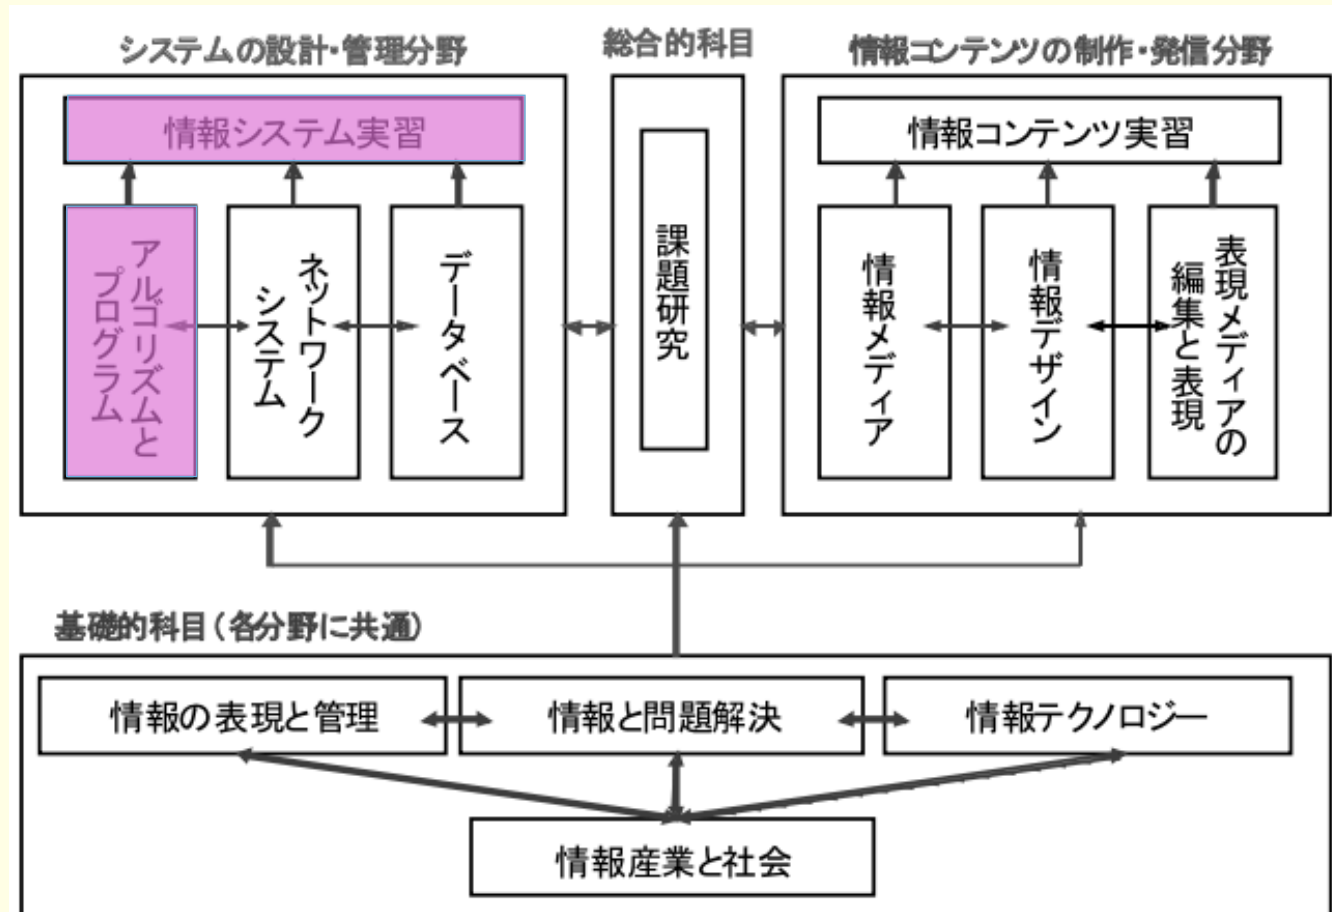 システムの設計・管理分野
総合的科目
情報コンテンツの制作・発信分野
情報システム実習
アルゴリズムと
プログラム
ネットワーク
システム
データベース
課題研究
情報コンテンツ実習
情報メディア
情報デザイン
表現メディアの
編集と表現
基礎的科目(各分野に共通)
情報の表現と管理
情報と問題解決
情報テクノロジー
情報産業と社会